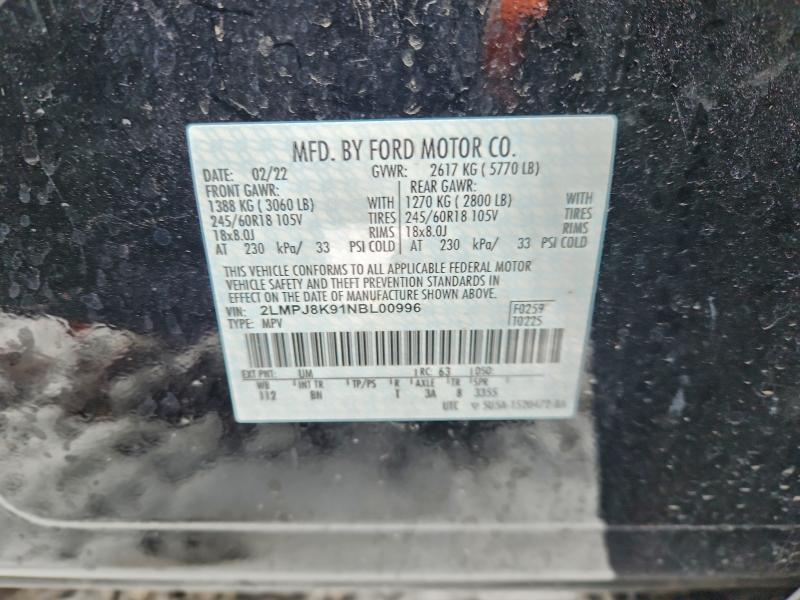 MFD. BY FORD MOTOR CO.
DATE: 02/22 GVWR: 2617 KG ( 5770 LB)
FRONT GAWR: REAR GAWR:
1388 KG ( 3060 LB) WITH 1270 KG ( 2800 LB) WITH
245/60R18 105V TIRES 245/60R18 105V TIRES
18x8.0J RIMS 18x8.0J RIMS
AT 230 kPa/ 33 PSI COLD AT 230 kPa/ 33 PSI COLD
THIS VEHICLE CONFORMS TO ALL APPLICABLE FEDERAL MOTOR
VEHICLE SAFETY AND THEFT PREVENTION STANDARDS IN
EFFECT ON THE DATE OF MANUFACTURE SHOWN ABOVE.
VIN: 2LMPJ8K91NBL00996 F0259
TYPE: MPV T0225
EXT PNT: UM RC: 63 DSO:
WB INT TR TP/PS R AXLE TR SPR
112 BN T 3A 8 3355
UTC